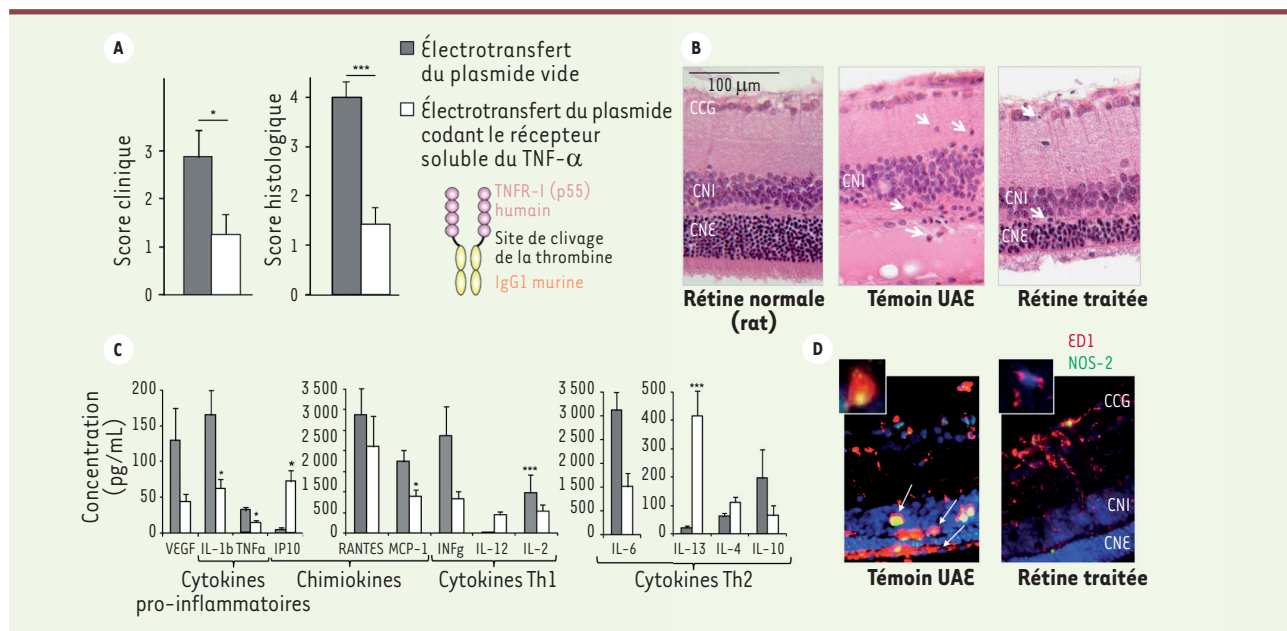 A
Score clinique
3
2
1
0
*
Score histologique
4
3
2
1
0
***
Électrotransfert
du plasmide vide
Électrotransfert du plasmide
codant le récepteur
soluble du TNF-α
TNFR-I (p55)
humain
Site de clivage
de la thrombine
IgG1 murine
B
100 µm
CCG
CNI
CNE
Rétine normale
(rat)
CNI
Témoin UAE
CNI
CNE
Rétine traitée
C
Concentration
(pg/mL)
200
150
100
50
0
* * *
VEGF IL-1b TNFα IP10
3 500
3 000
2 500
2 000
1 500
1 000
500
0
* ***
RANTES MCP-1 INFg IL-12 IL-2
3 500
3 000
2 500
2 000
1 500
1 000
500
0
IL-6
500
400
300
200
100
0
***
IL-13 IL-4 IL-10
Cytokines
pro-inflammatoires
Chimiokines
Cytokines Th1
Cytokines Th2
D
ED1
NOS-2
CCG
CNI
CNE
Témoin UAE
Rétine traitée